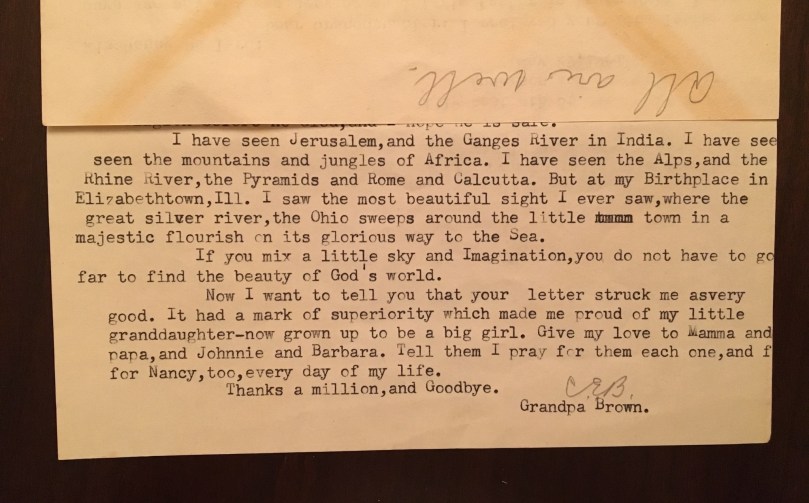 All are well.
before he died,and I hope he is safe.
I have seen Jerusalem,and the Ganges River in India. I have see
seen the mountains and jungles of Africa. I have seen the Alps,and the
Rhine River,the Pyramids and Rome and Calcutta. But at my Birthplace in
Elizabethtown,Ill. I saw the most beautiful sight I ever saw,where the
great silver river,the Ohio sweeps around the little town in a
majestic flourish on its glorious way to the Sea.
If you mix a little sky and Imagination,you do not have to go
far to find the beauty of God's world.
Now I want to tell you that your letter struck me asvery
good. It had a mark of superiority which made me proud of my little
granddaughter-now grown up to be a big girl. Give my love to Mamma and
papa,and Johnnie and Barbara. Tell them I pray for them each one,and f
for Nancy,too,every day of my life.
Thanks a million,and Goodbye.
C.E.B.
Grandpa Brown.